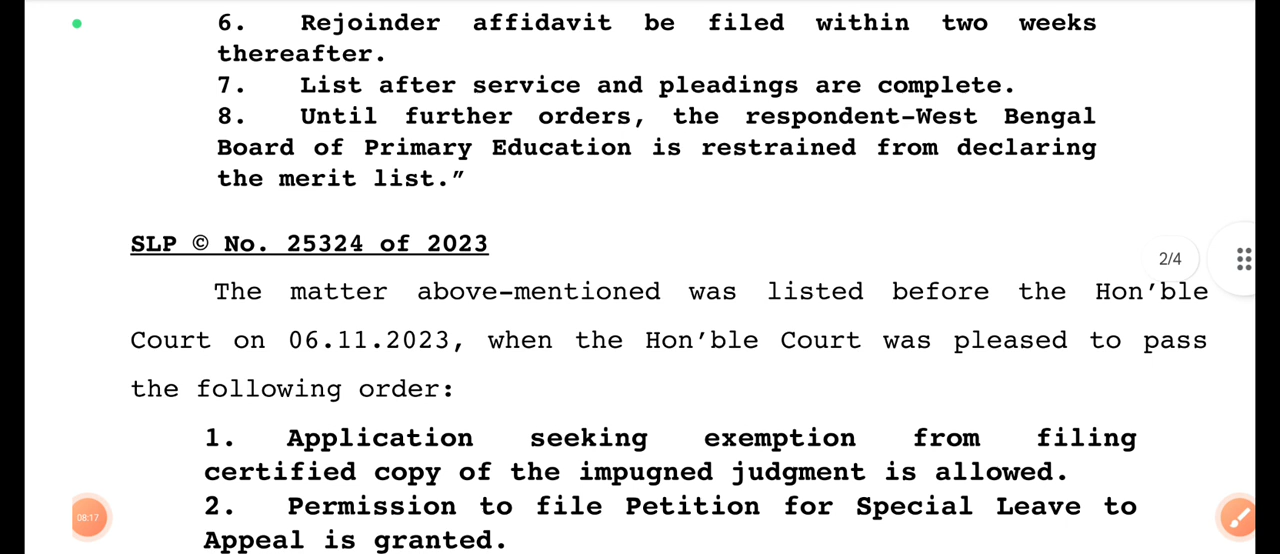 6. Rejoinder affidavit be filed within two weeks
thereafter.
7. List after service and pleadings are complete.
8. Until further orders, the respondent-West Bengal
Board of Primary Education is restrained from declaring
the merit list.”
SLP © No. 25324 of 2023
2/4
The matter above-mentioned was listed before the Hon’ble
Court on 06.11.2023, when the Hon’ble Court was pleased to pass
the following order:
1. Application seeking exemption from filing
certified copy of the impugned judgment is allowed.
2. Permission to file Petition for Special Leave to
Appeal is granted.
08:17